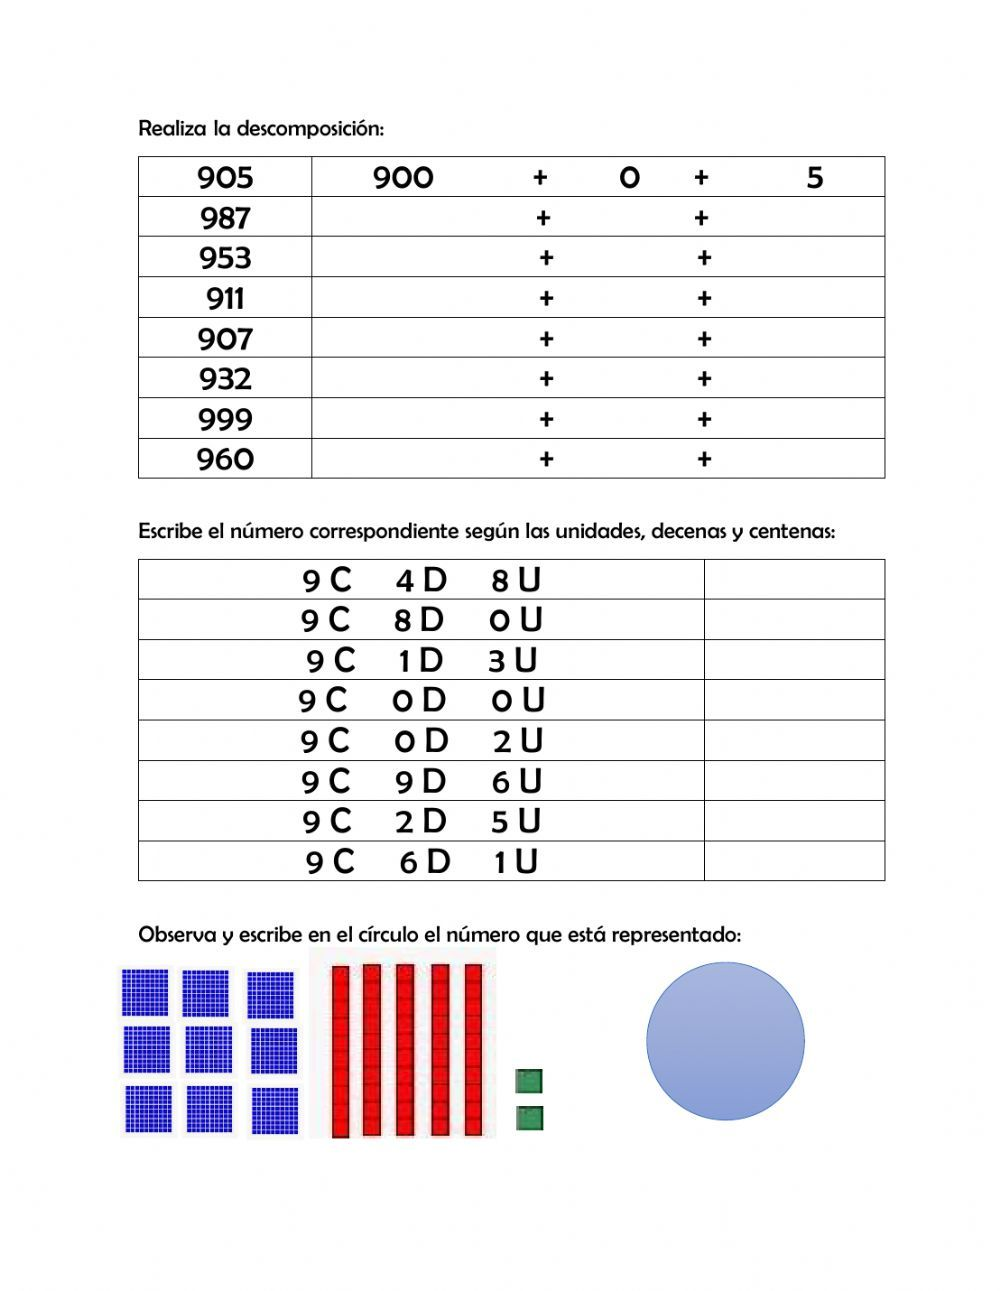 Realiza la descomposición:
905 900 + 0 + 5
987 + +
953 + +
911 + +
907 + +
932 + +
999 + +
960 + +
Escribe el número correspondiente según las unidades, decenas y centenas:
9 C 4 D 8 U
9 C 8 D 0 U
9 C 1 D 3 U
9 C 0 D 0 U
9 C 0 D 2 U
9 C 9 D 6 U
9 C 2 D 5 U
9 C 6 D 1 U
Observa y escribe en el círculo el número que está representado: